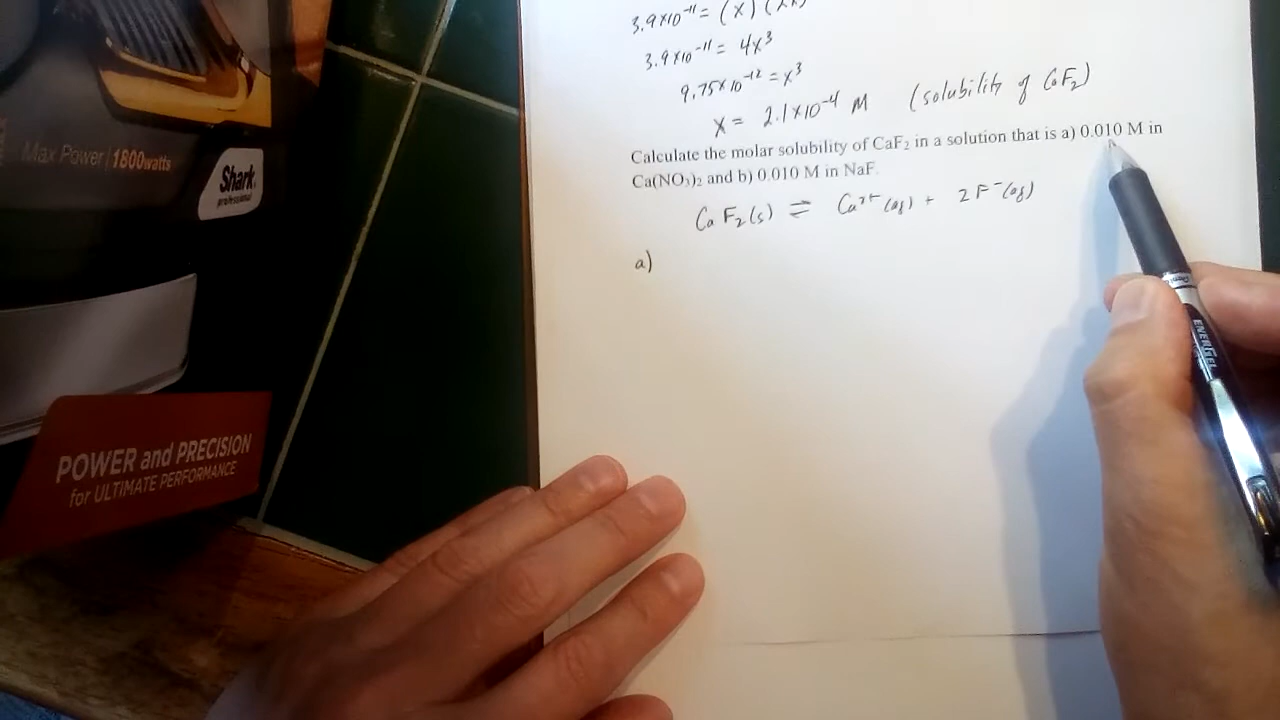 3.9×10⁻¹¹ = (x)(2x)
3.9×10⁻¹¹ = 4x³
9.75×10⁻¹² = x³
x = 2.1×10⁻⁴ M (solubility of CaF₂)
Calculate the molar solubility of CaF₂ in a solution that is a) 0.010 M in
Ca(NO₃)₂ and b) 0.010 M in NaF.
CaF₂(s) ⇌ Ca²⁺(aq) + 2F⁻(aq)
a)
Max Power | 1800watts
Shark
professional
POWER and PRECISION
for ULTIMATE PERFORMANCE
ENERGEL